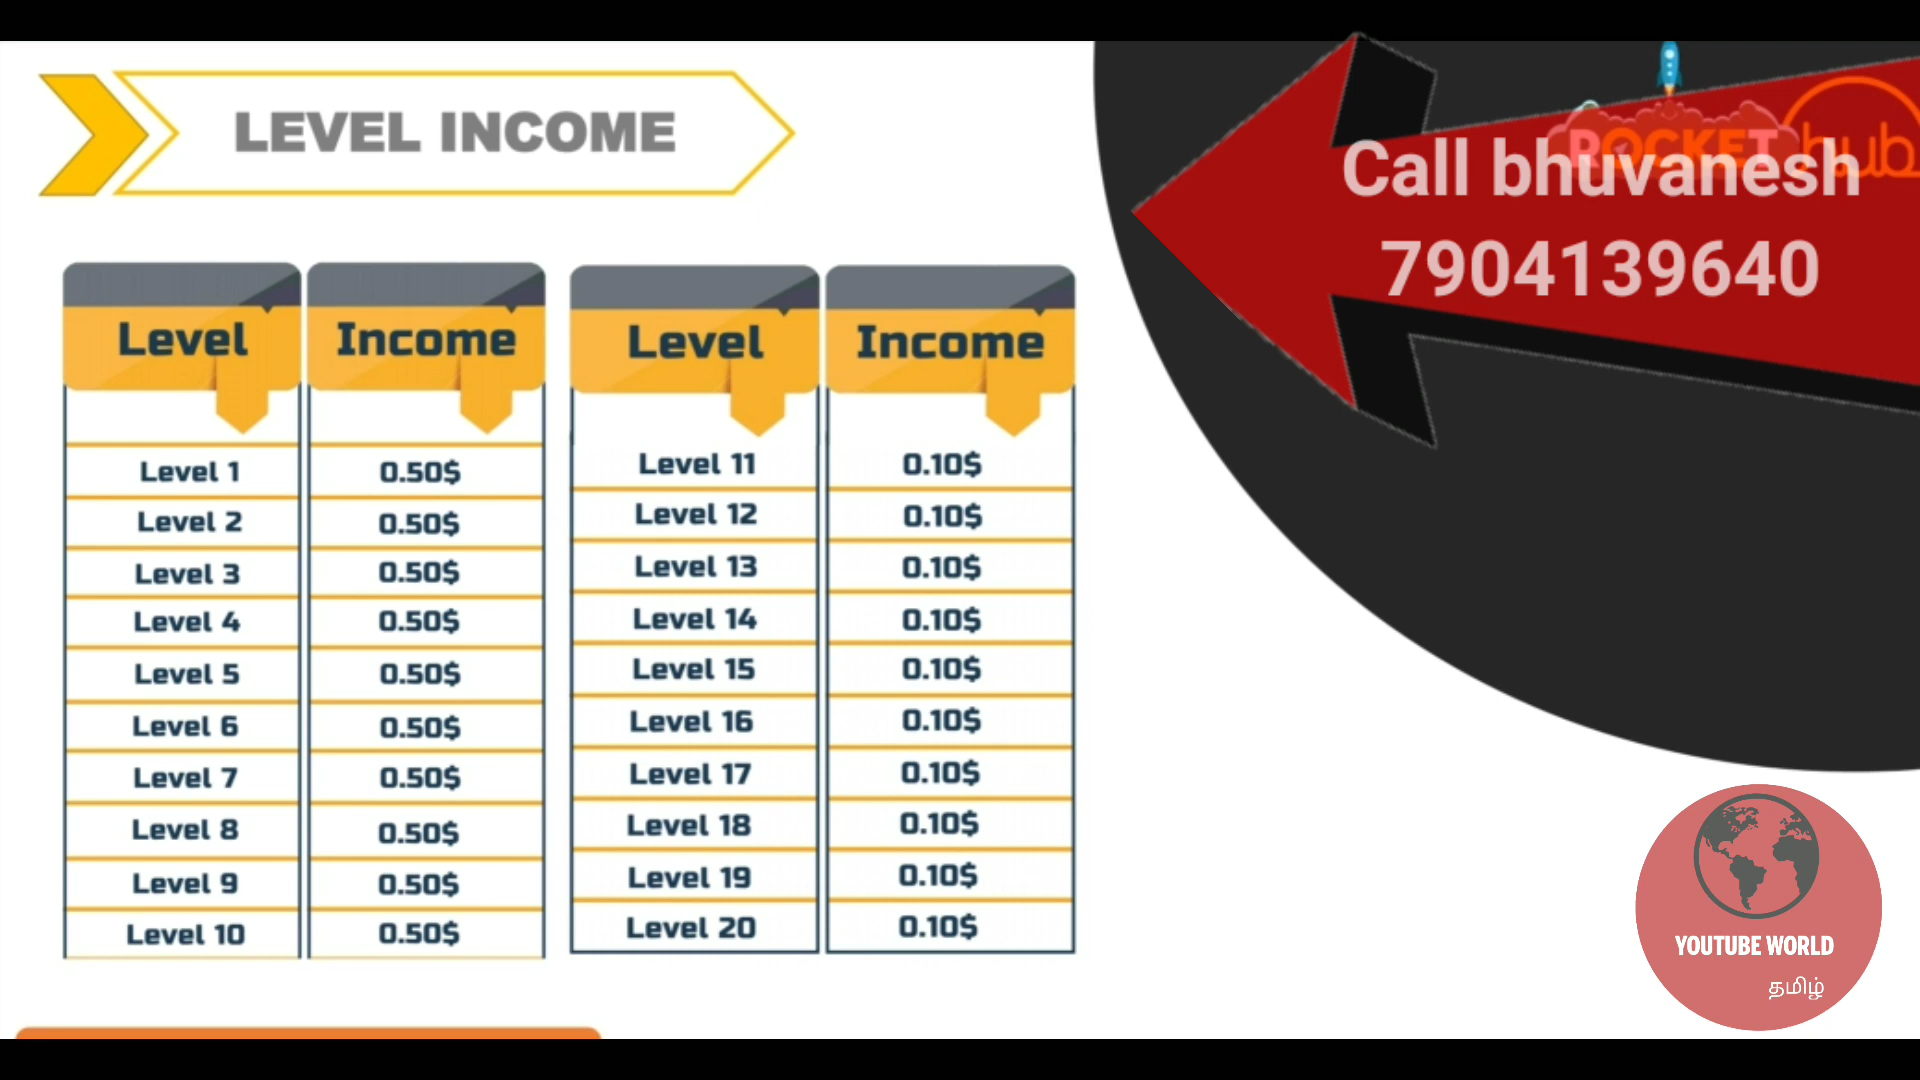 LEVEL INCOME
ROCKET hub
Call bhuvanesh
7904139640
Level Income Level Income
Level 1 0.50$ Level 11 0.10$
Level 2 0.50$ Level 12 0.10$
Level 3 0.50$ Level 13 0.10$
Level 4 0.50$ Level 14 0.10$
Level 5 0.50$ Level 15 0.10$
Level 6 0.50$ Level 16 0.10$
Level 7 0.50$ Level 17 0.10$
Level 8 0.50$ Level 18 0.10$
Level 9 0.50$ Level 19 0.10$
Level 10 0.50$ Level 20 0.10$
YOUTUBE WORLD
தமிழ்